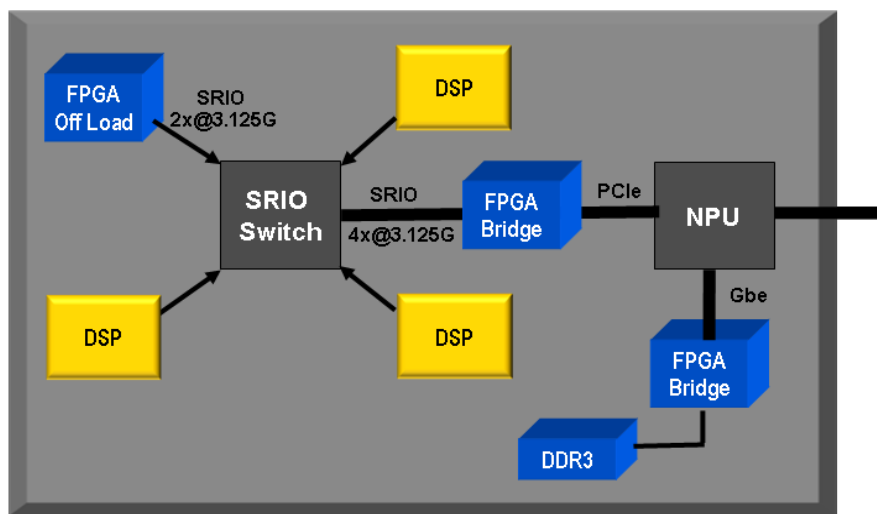 FPGA
Off Load
SRIO
2x@3.125G
DSP
SRIO
Switch
SRIO
4x@3.125G
FPGA
Bridge
PCIe
NPU
Gbe
DSP
DSP
FPGA
Bridge
DDR3